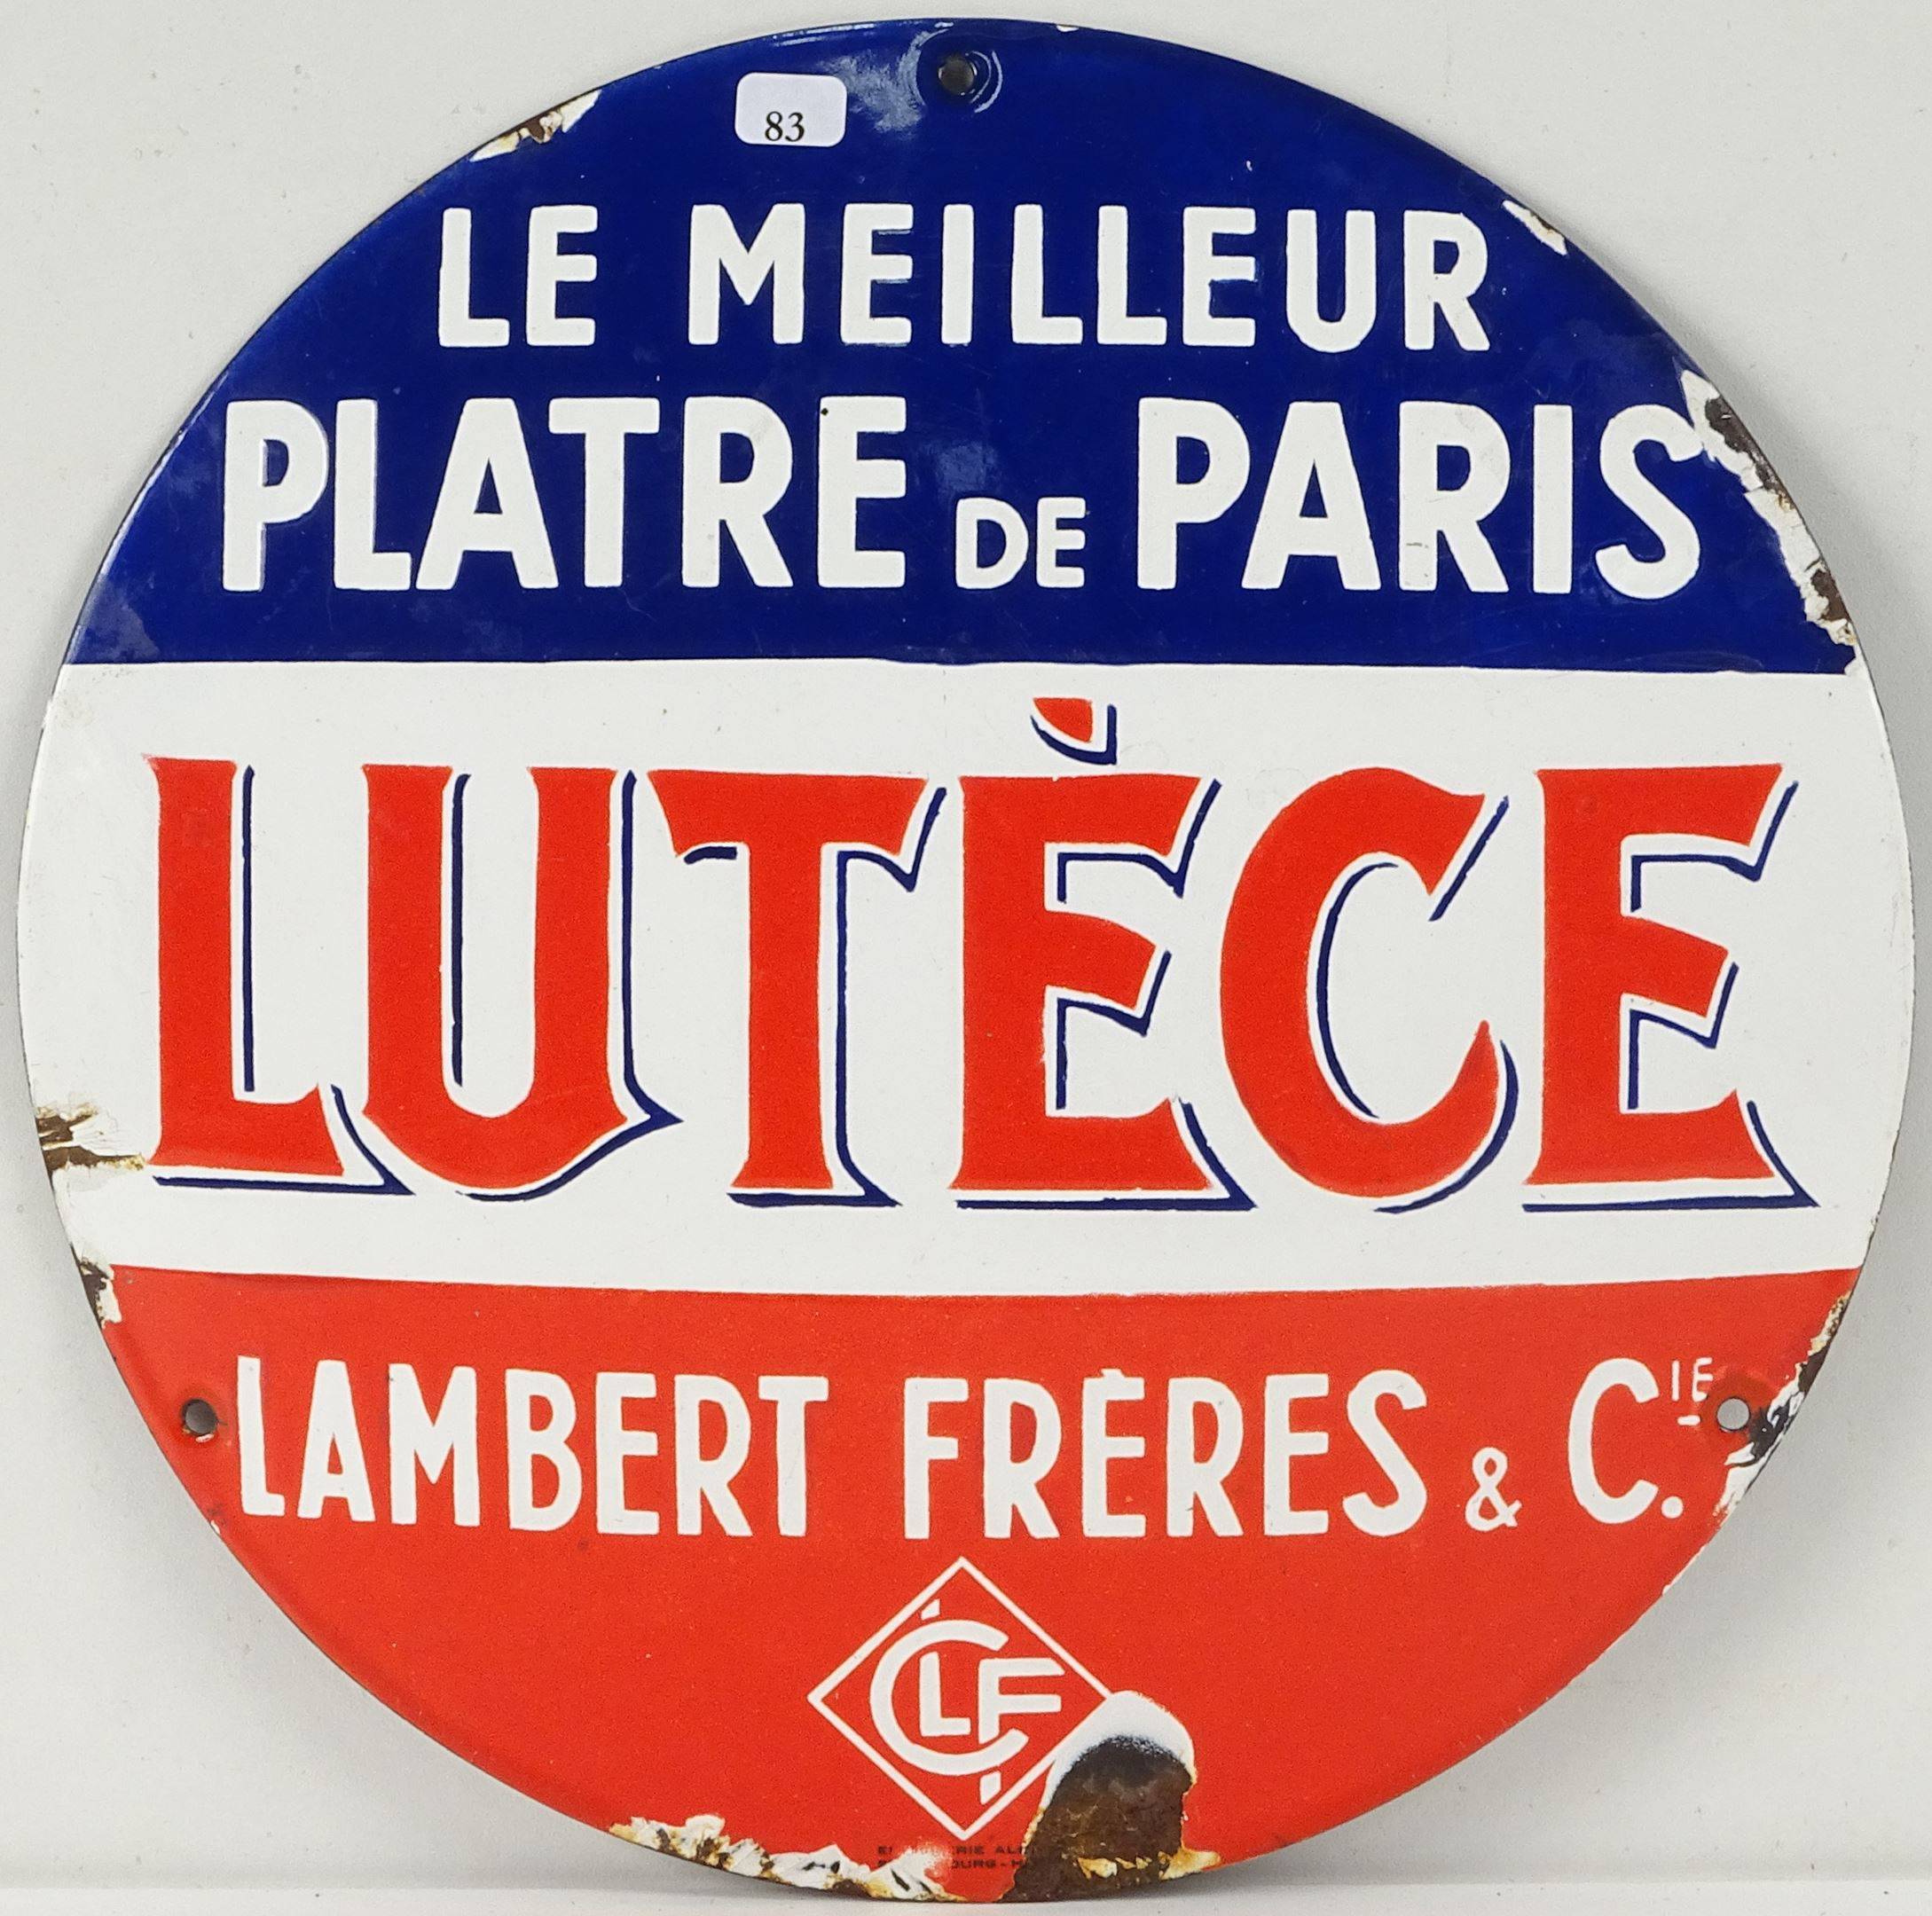 83
LE MEILLEUR
PLATRE DE PARIS
LUTÈCE
LAMBERT FRÈRES & CIE.
CLF